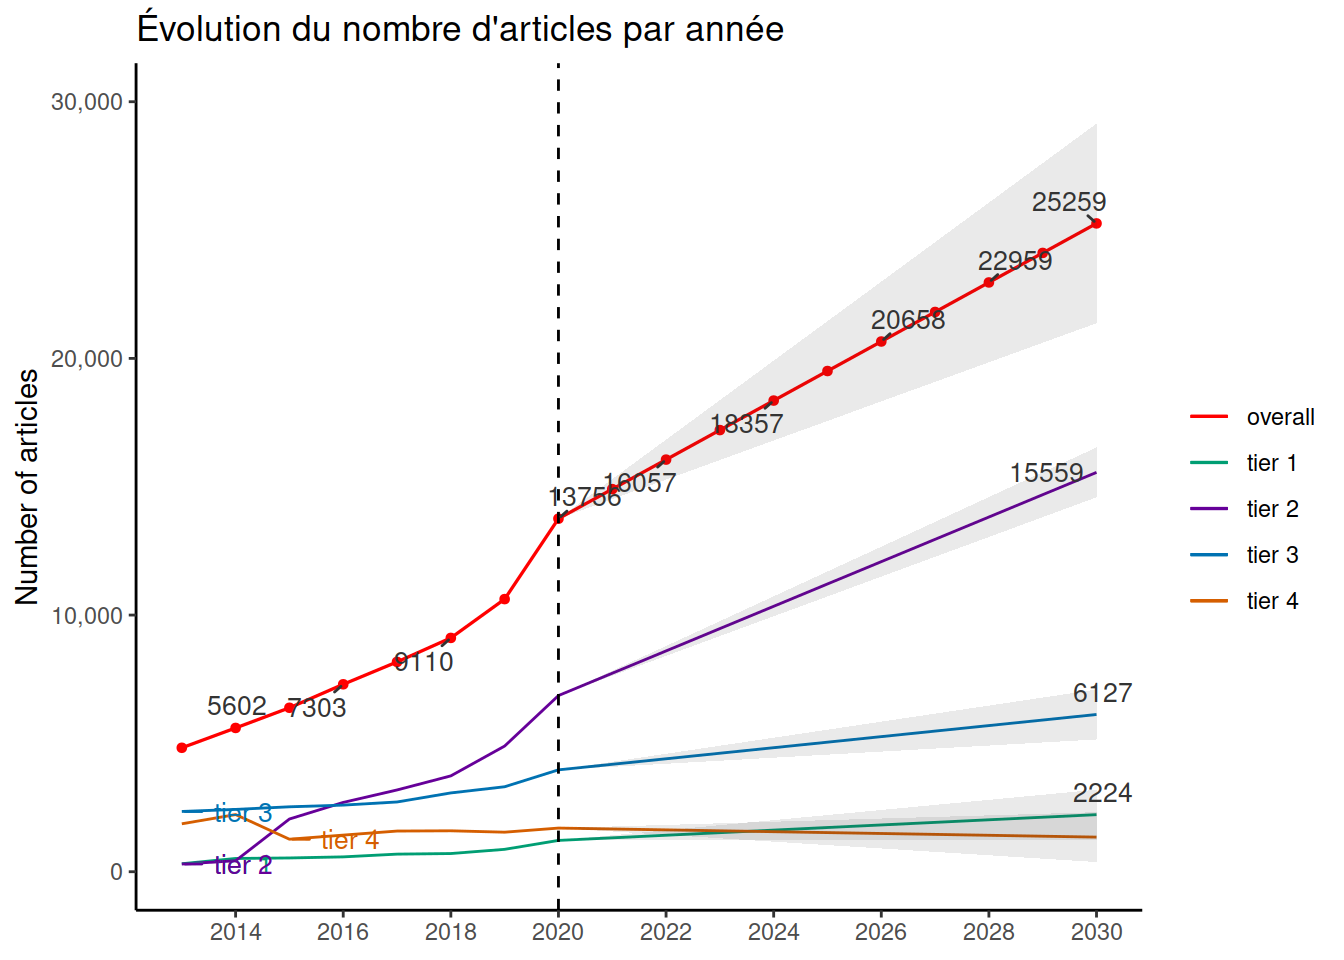 Évolution du nombre d'articles par année
Number of articles
30,000
20,000
10,000
0
25259
22959
20658
18357
16057
13756
9110
7303
5602
15559
6127
2224
tier 3
tier 4
tier 2
2014 2016 2018 2020 2022 2024 2026 2028 2030
overall
tier 1
tier 2
tier 3
tier 4